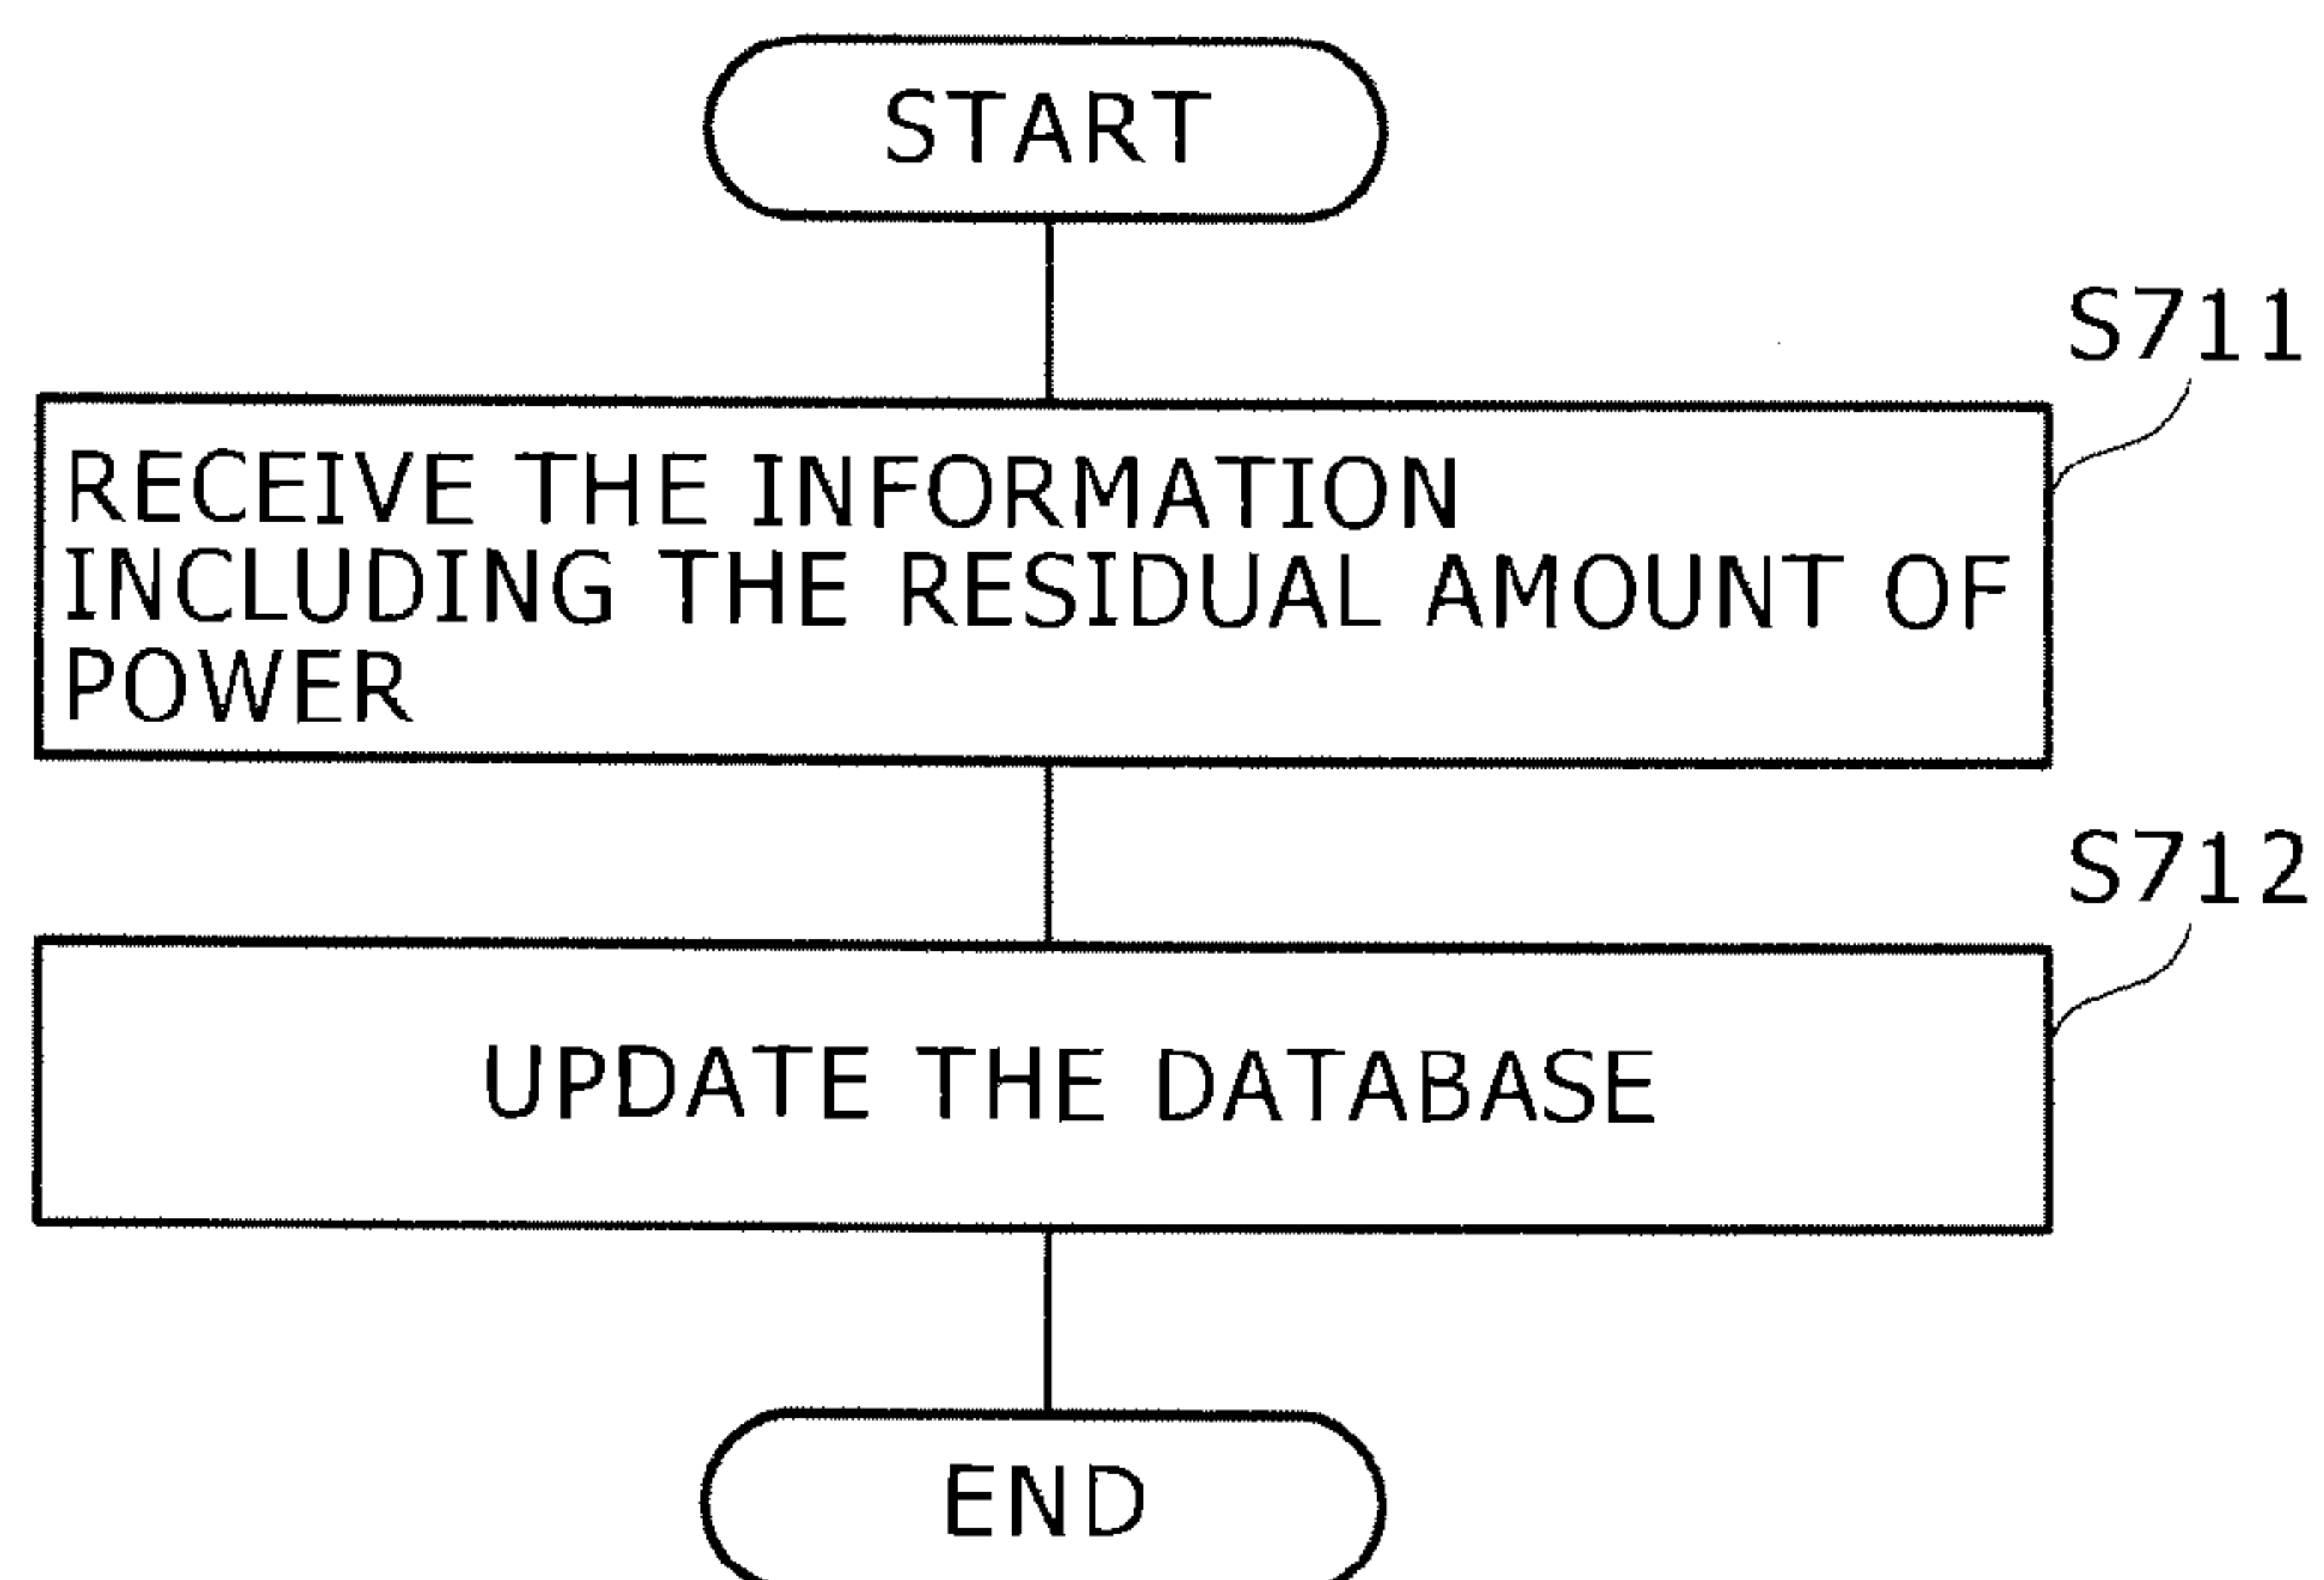 START
S711
RECEIVE THE INFORMATION
INCLUDING THE RESIDUAL AMOUNT OF
POWER
S712
UPDATE THE DATABASE
END